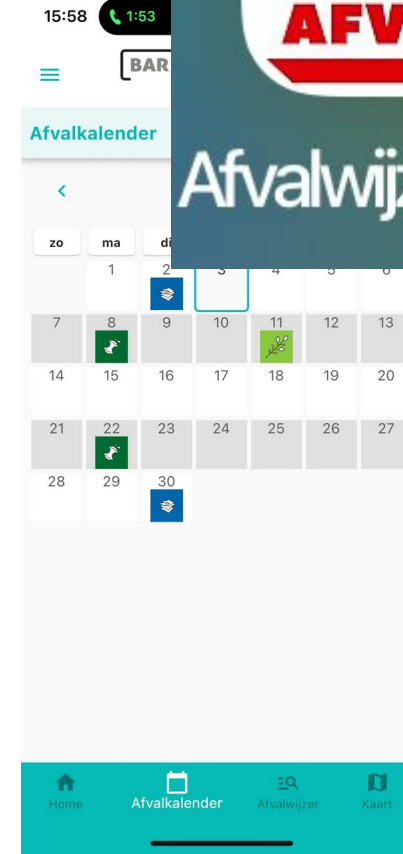 15:58 1:53
AFV
BAR
Afvalkalender
Afvalwij
zo ma di
1 2 3 4 5 6
7 8 9 10 11 12 13
14 15 16 17 18 19 20
21 22 23 24 25 26 27
28 29 30
Home Afvalkalender Afvalwijzer Kaart